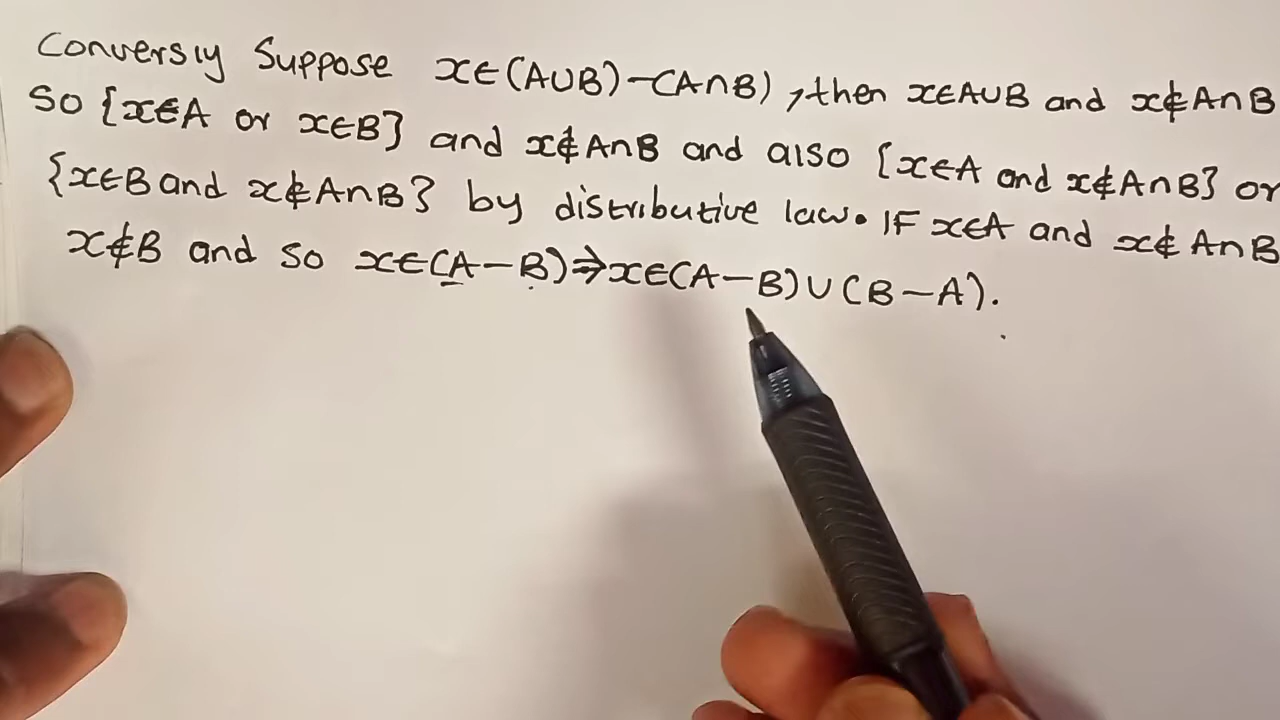 Conversly Suppose x∈(A∪B)−(A∩B), then x∈A∪B and x∉A∩B
So {x∈A or x∈B} and x∉A∩B and also {x∈A and x∉A∩B} or
{x∈B and x∉A∩B} by distributive law. IF x∈A and x∉A∩B
x∉B and so x∈(A−B)⇒x∈(A−B)∪(B−A).